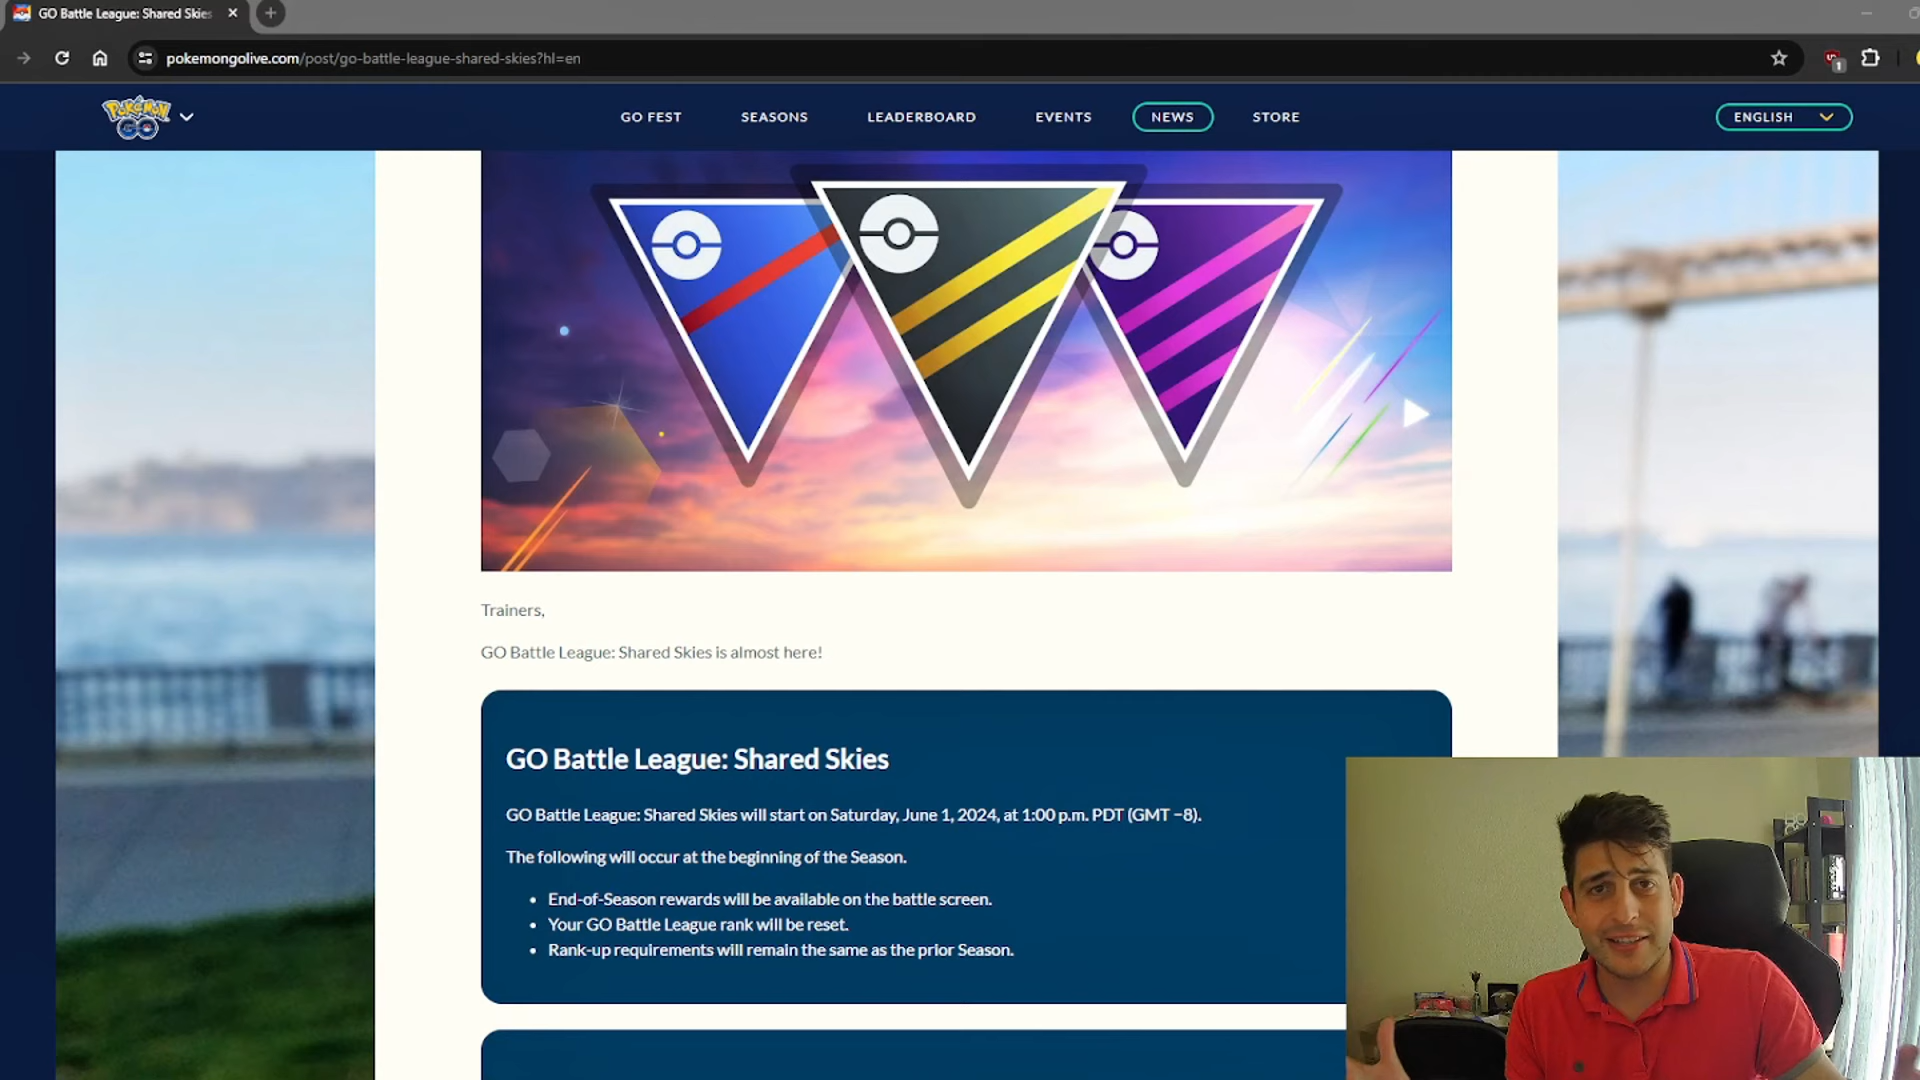 GO Battle League: Shared Skies
pokemongolive.com/post/go-battle-league-shared-skies?hl=en
1
POKÉMON GO
GO FEST
SEASONS
LEADERBOARD
EVENTS
NEWS
STORE
ENGLISH
Trainers,
GO Battle League: Shared Skies is almost here!
GO Battle League: Shared Skies
GO Battle League: Shared Skies will start on Saturday, June 1, 2024, at 1:00 p.m. PDT (GMT −8).
The following will occur at the beginning of the Season.
• End-of-Season rewards will be available on the battle screen.
• Your GO Battle League rank will be reset.
• Rank-up requirements will remain the same as the prior Season.